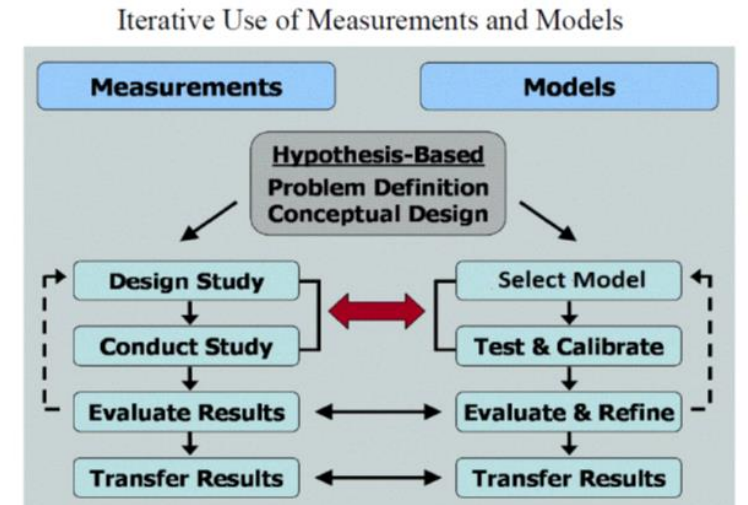 Iterative Use of Measurements and Models
Measurements
Models
Hypothesis-Based
Problem Definition
Conceptual Design
Design Study
Select Model
Conduct Study
Test & Calibrate
Evaluate Results
Evaluate & Refine
Transfer Results
Transfer Results